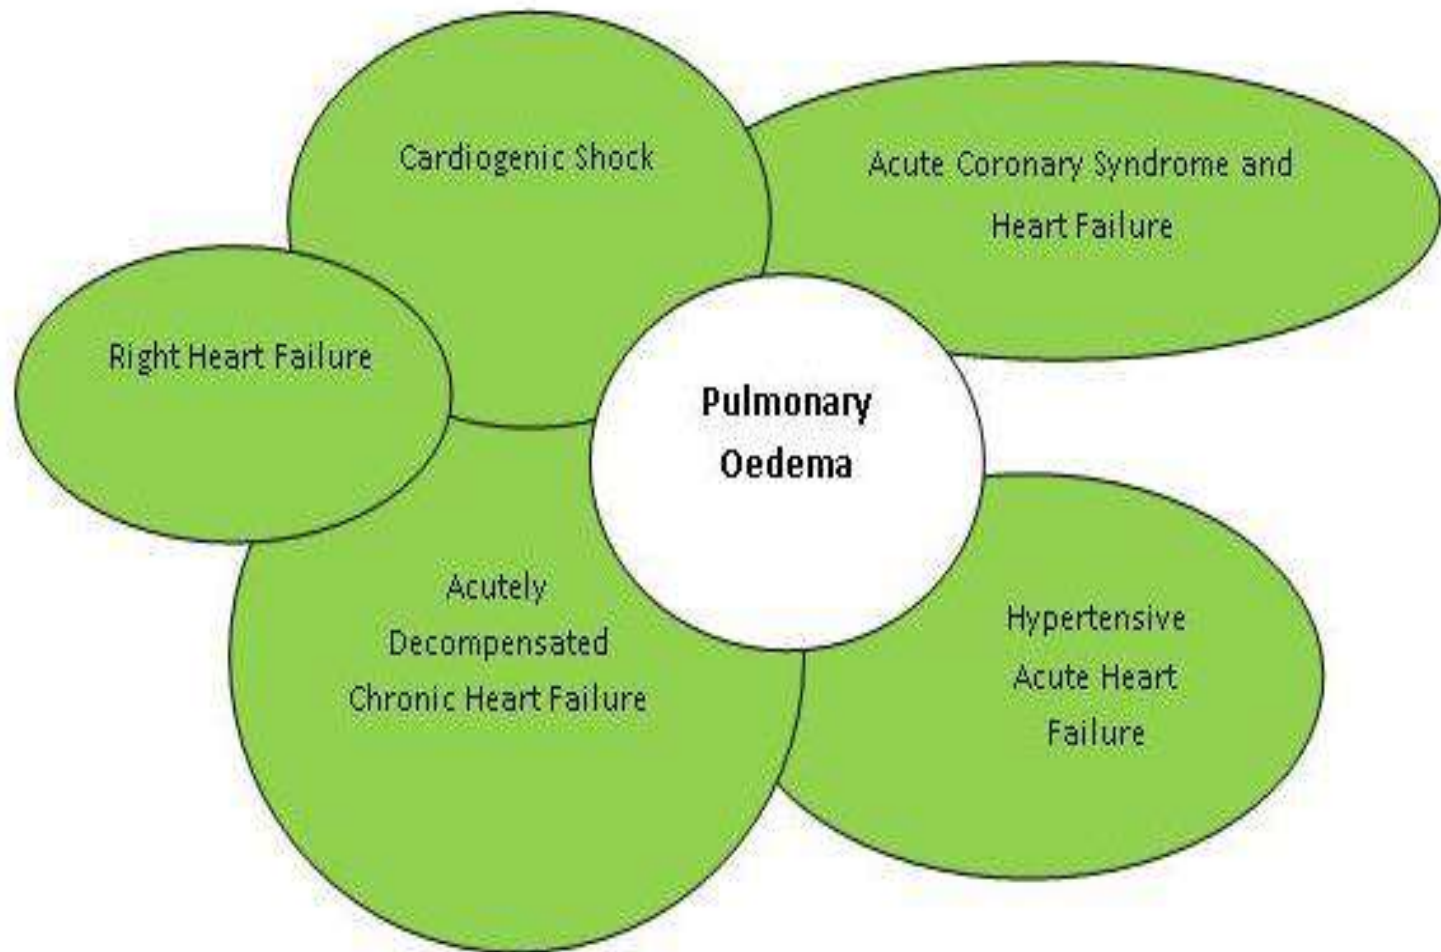 Cardiogenic Shock
Acute Coronary Syndrome and
Heart Failure
Right Heart Failure
Pulmonary
Oedema
Acutely
Decompensated
Chronic Heart Failure
Hypertensive
Acute Heart
Failure